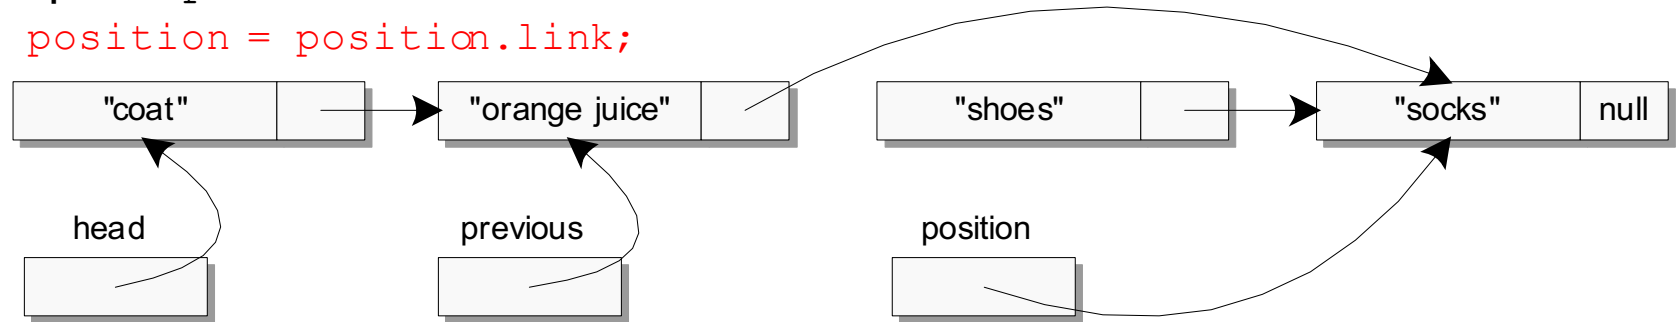 position = position.link;
"coat" "orange juice" "shoes" "socks" null
head previous position